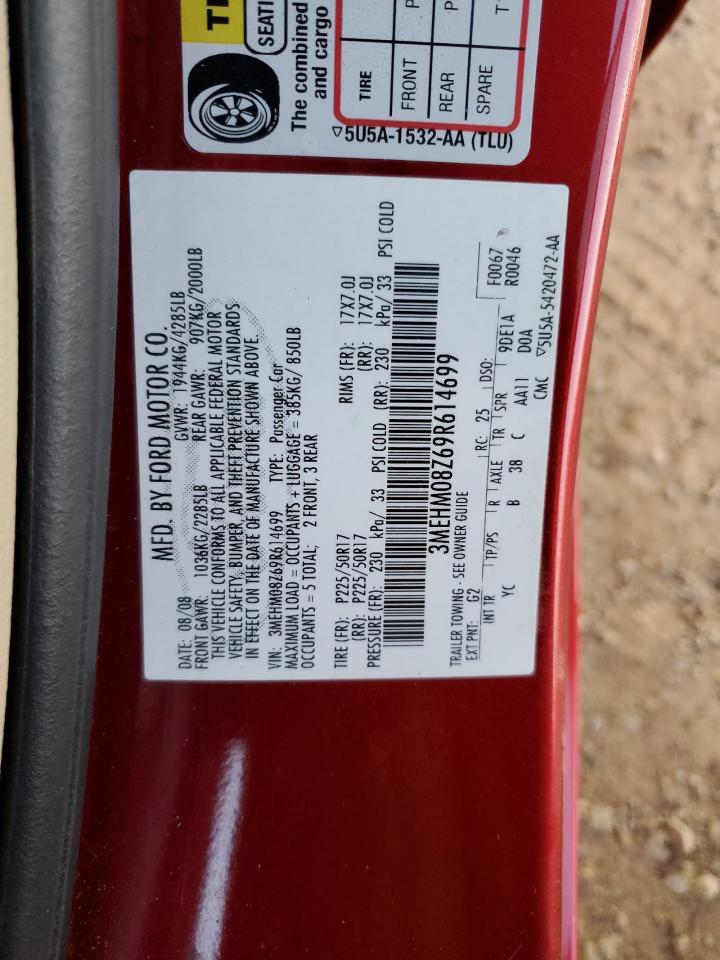 TI
SEATI
The combined
and cargo
TIRE
FRONT P
REAR P
SPARE T
▽5U5A-1532-AA (TLU)
MFD. BY FORD MOTOR CO.
DATE: 08/08 GVWR: 1944KG/4285LB
FRONT GAWR: 1036KG/2285LB REAR GAWR: 907KG/2000LB
THIS VEHICLE CONFORMS TO ALL APPLICABLE FEDERAL MOTOR
VEHICLE SAFETY, BUMPER, AND THEFT PREVENTION STANDARDS
IN EFFECT ON THE DATE OF MANUFACTURE SHOWN ABOVE.
VIN: 3MEHM08Z69R614699 TYPE: Passenger Car
MAXIMUM LOAD = OCCUPANTS + LUGGAGE = 385KG/ 850LB
OCCUPANTS = 5 TOTAL: 2 FRONT, 3 REAR
TIRE (FR): P225/50R17 RIMS (FR): 17X7.0J
(RR): P225/50R17 (RR): 17X7.0J
PRESSURE (FR): 230 kPa/ 33 PSI COLD (RR): 230 kPa/ 33 PSI COLD
3MEHM08Z69R614699
TRAILER TOWING - SEE OWNER GUIDE
EXT PNT: G2 RC: 25 DSO: F0067
INT TR TP/PS R AXLE TR SPR 9DE1A R0046
YC B 38 C AA11 D0A
CMC ▽5U5A-5420472-AA